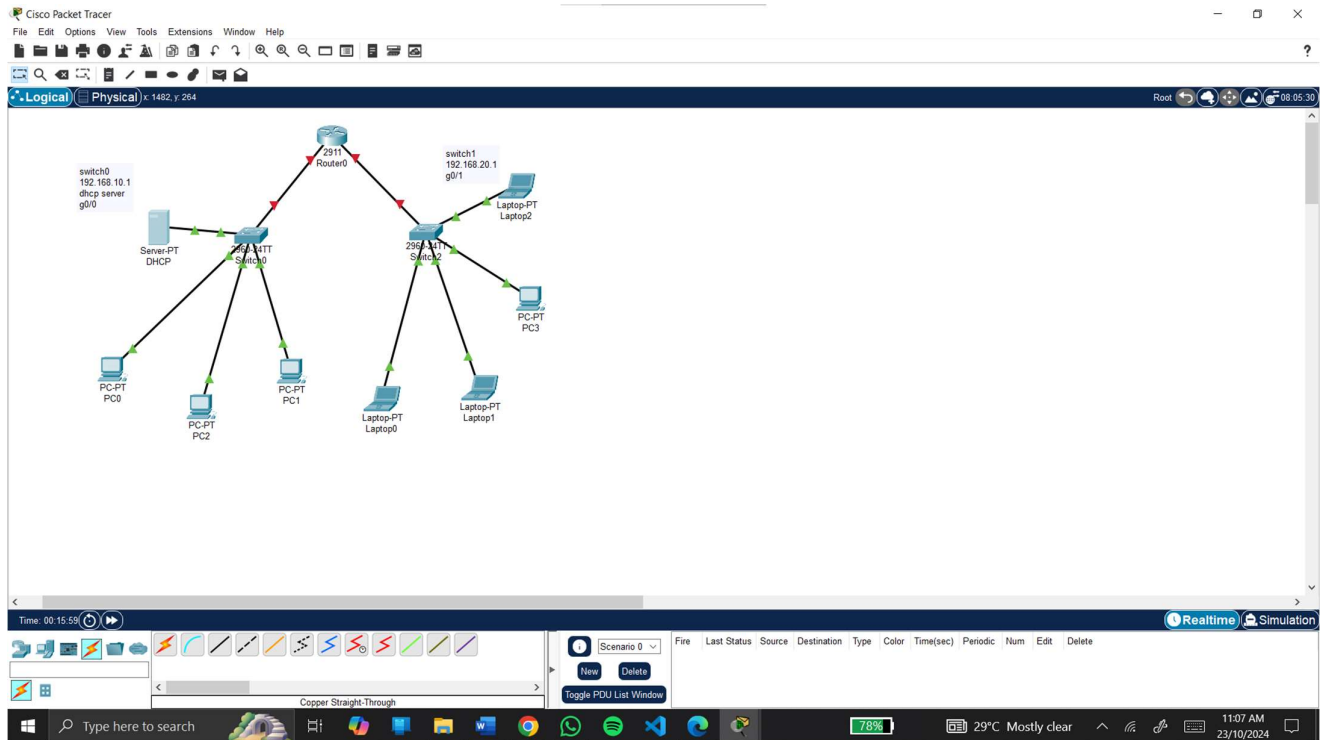 Cisco Packet Tracer
File Edit Options View Tools Extensions Window Help
?
Logical Physical x: 1482, y: 264 Root 08:05:30
2911
Router0
switch0
192.168.10.1
dhcp server
g0/0
switch1
192.168.20.1
g0/1
Laptop-PT
Laptop2
Server-PT
DHCP
2960-24TT
Switch0
2960-24TT
Switch2
PC-PT
PC3
PC-PT
PC0
PC-PT
PC1
PC-PT
PC2
Laptop-PT
Laptop0
Laptop-PT
Laptop1
Time: 00:15:59 Realtime Simulation
Scenario 0
New Delete
Toggle PDU List Window
Fire Last Status Source Destination Type Color Time(sec) Periodic Num Edit Delete
Copper Straight-Through
Type here to search
78%
29°C Mostly clear
11:07 AM
23/10/2024